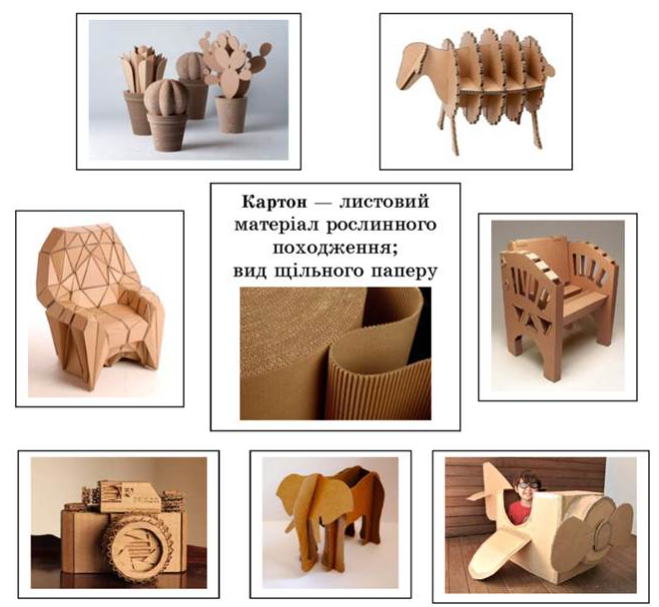 Картон — листовий
матеріал рослинного
походження;
вид щільного паперу